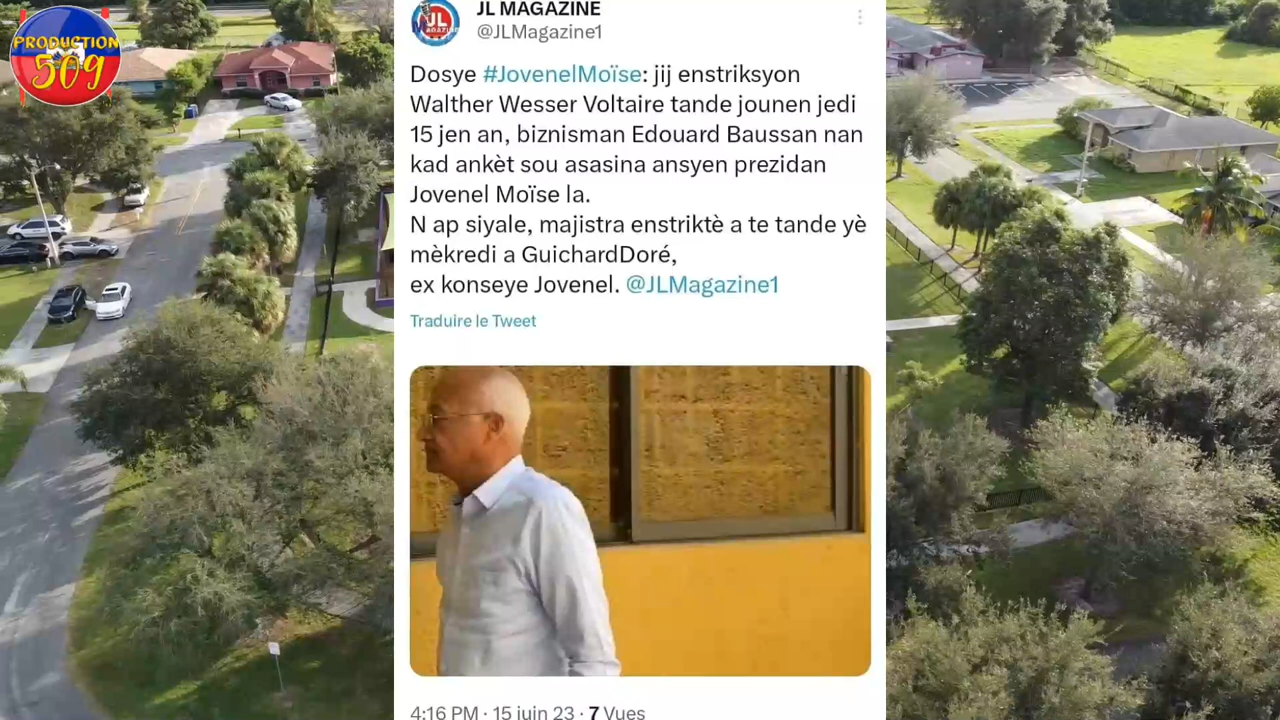 PRODUCTION
509
JL
Magazine
JL MAGAZINE
@JLMagazine1
Dosye #JovenelMoïse: jij enstriksyon
Walther Wesser Voltaire tande jounen jedi
15 jen an, biznisman Edouard Baussan nan
kad ankèt sou asasina ansyen prezidan
Jovenel Moïse la.
N ap siyale, majistra enstriktè a te tande yè
mèkredi a GuichardDoré,
ex konseye Jovenel. @JLMagazine1
Traduire le Tweet
4:16 PM · 15 juin 23 · 7 Vues